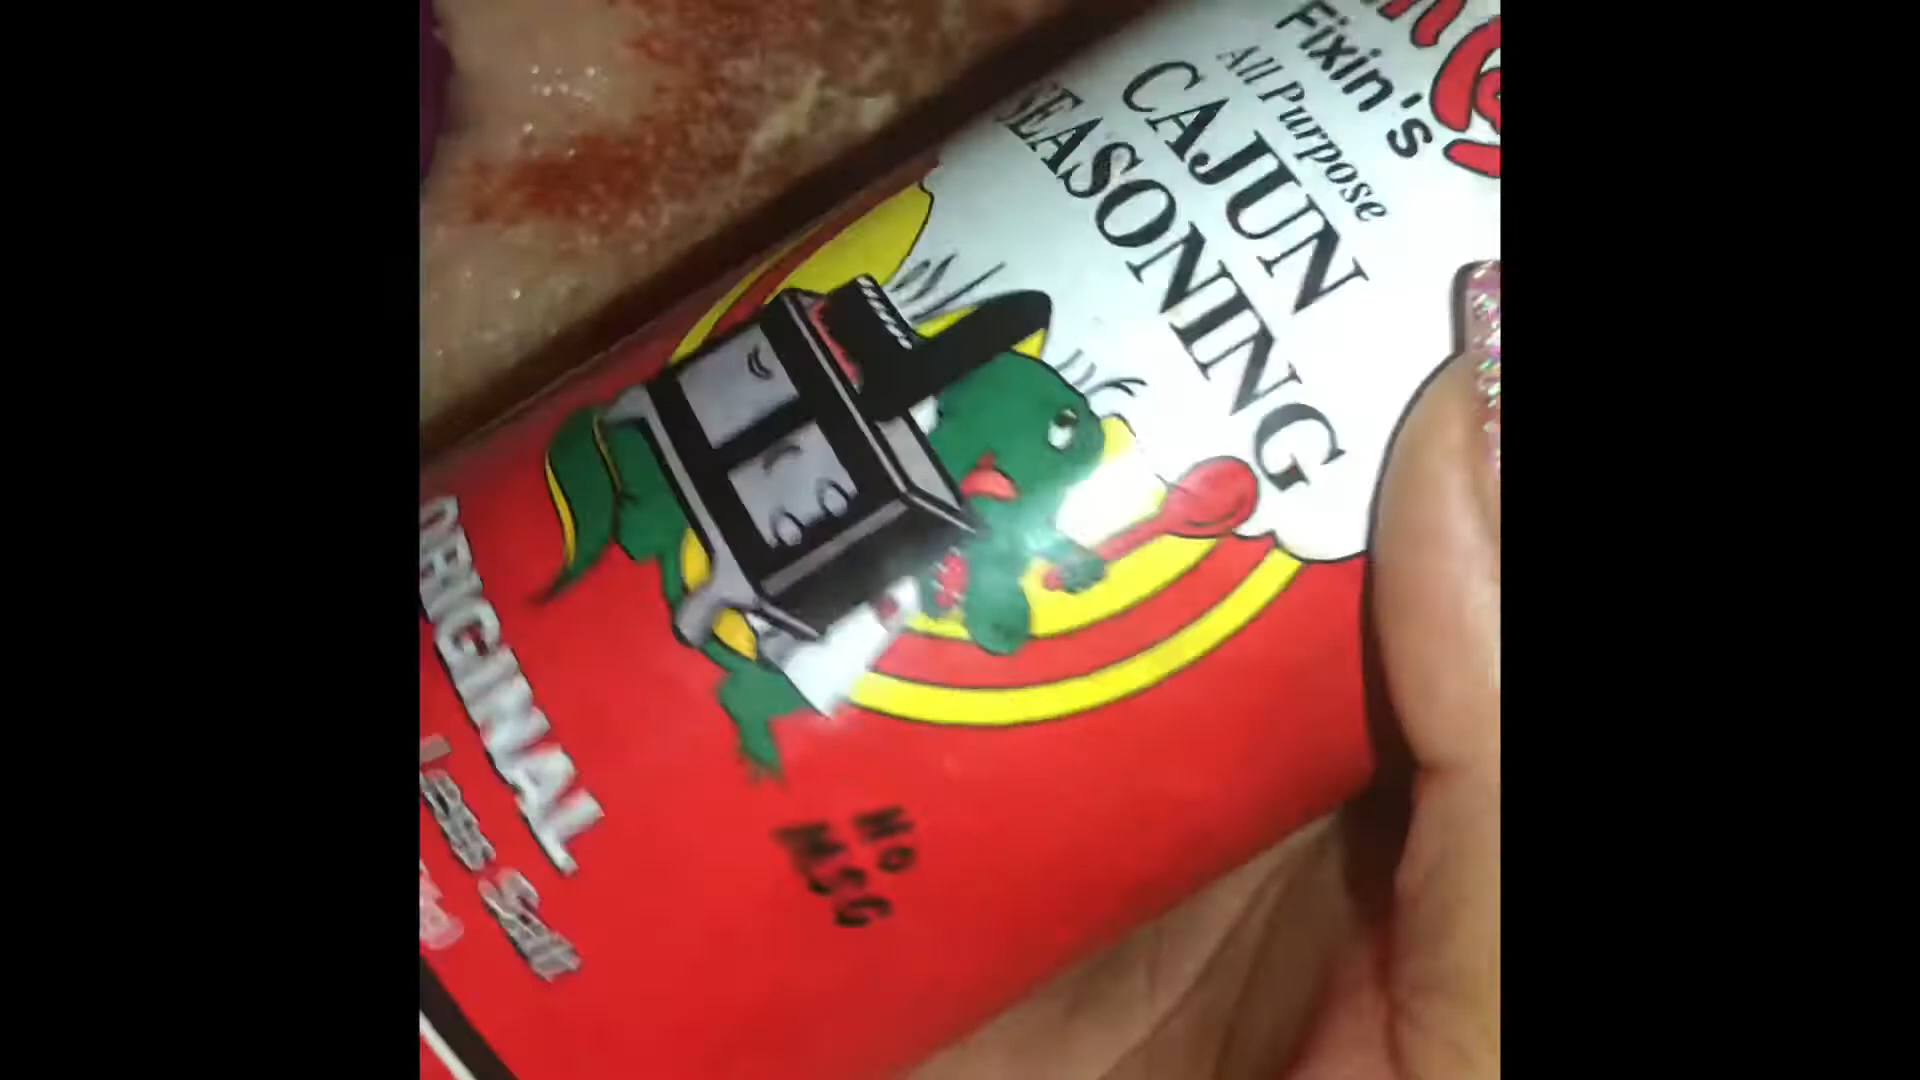 Fixin's
All Purpose
CAJUN
SEASONING
No
MSG
ORIGINAL
Less Salt